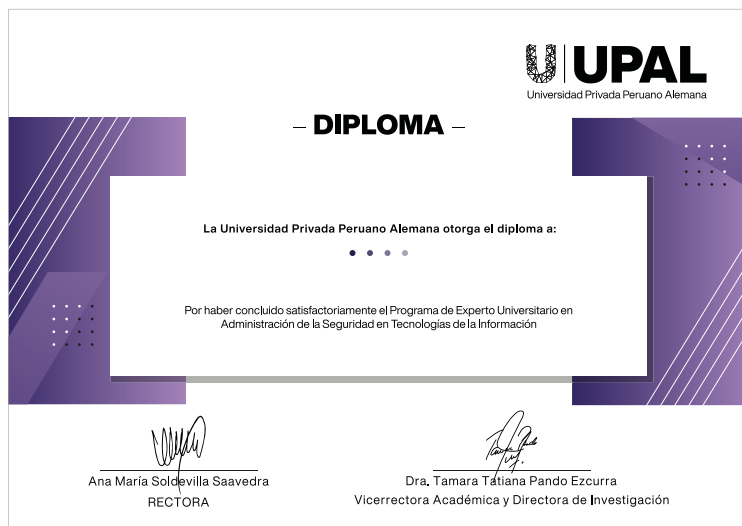 UPAL
Universidad Privada Peruano Alemana
– DIPLOMA –
La Universidad Privada Peruano Alemana otorga el diploma a:
Por haber concluido satisfactoriamente el Programa de Experto Universitario en
Administración de la Seguridad en Tecnologías de la Información
Ana María Soldevilla Saavedra
RECTORA
Dra. Tamara Tatiana Pando Ezcurra
Vicerrectora Académica y Directora de Investigación